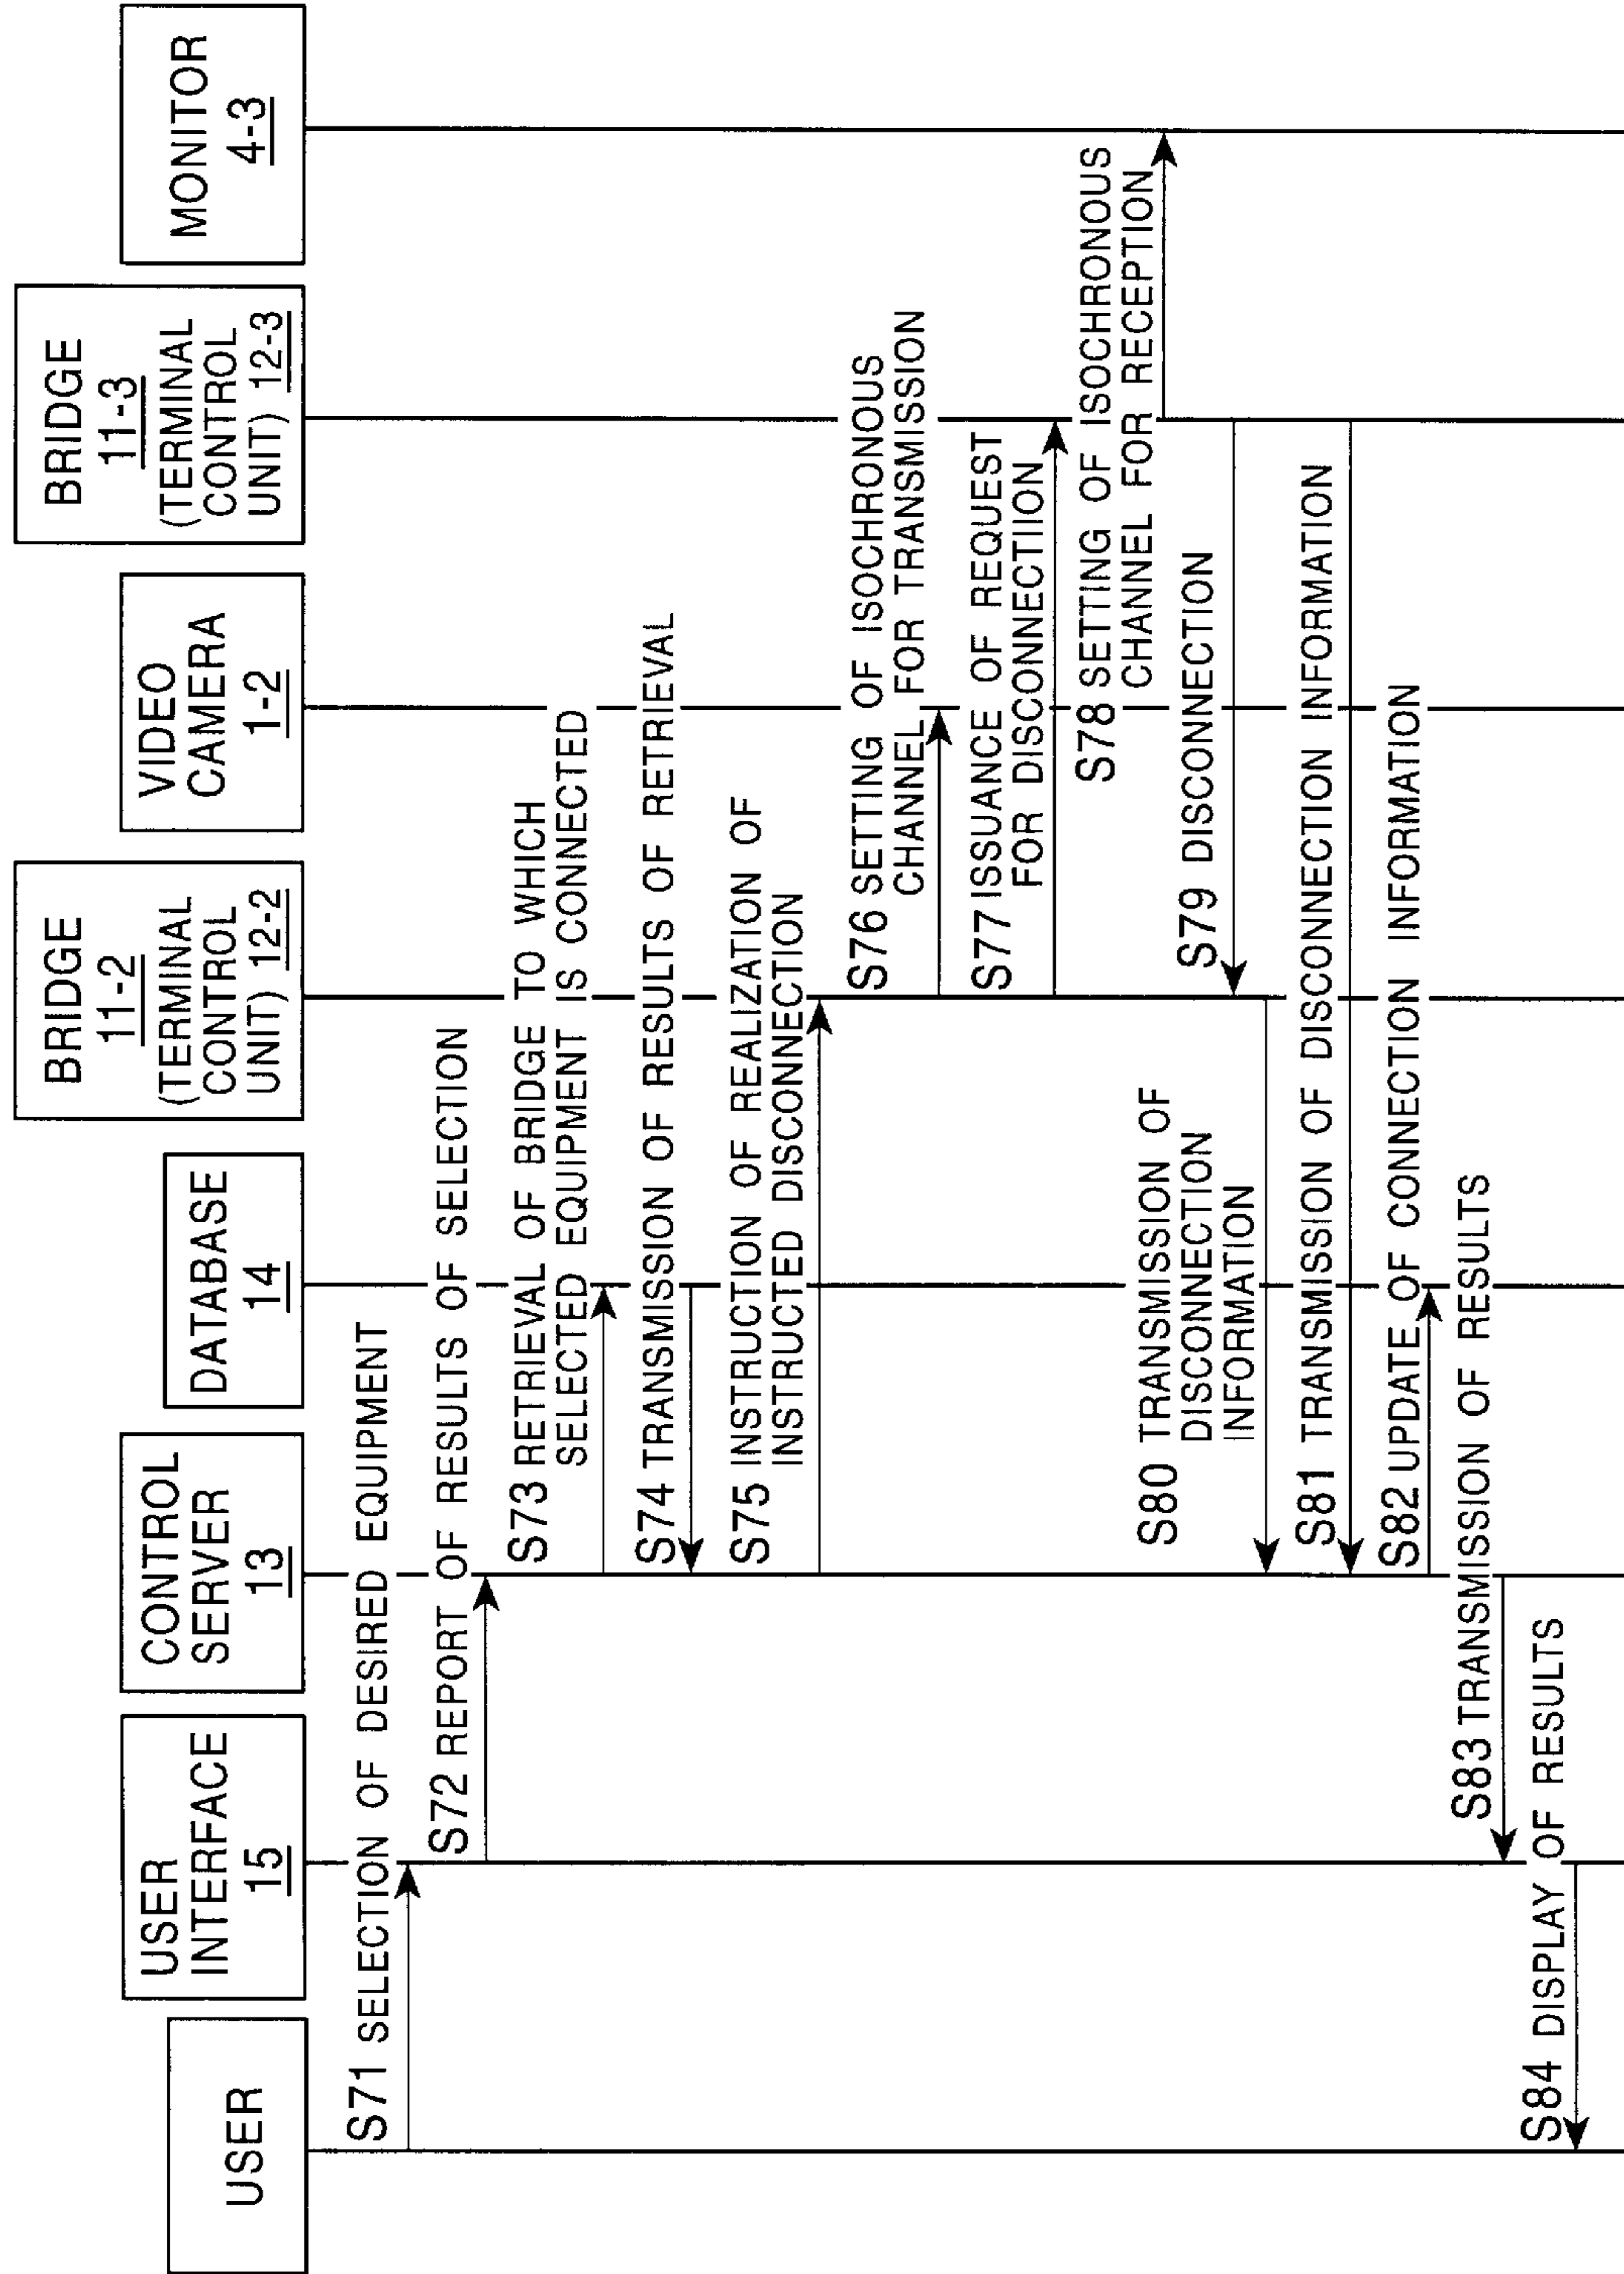 USER
USER
INTERFACE
15
CONTROL
SERVER
13
DATABASE
14
BRIDGE
11-2
(TERMINAL
CONTROL
UNIT) 12-2
VIDEO
CAMERA
1-2
BRIDGE
11-3
(TERMINAL
CONTROL
UNIT) 12-3
MONITOR
4-3
S71 SELECTION OF DESIRED EQUIPMENT
S72 REPORT OF RESULTS OF SELECTION
S73 RETRIEVAL OF BRIDGE TO WHICH
SELECTED EQUIPMENT IS CONNECTED
S74 TRANSMISSION OF RESULTS OF RETRIEVAL
S75 INSTRUCTION OF REALIZATION OF
INSTRUCTED DISCONNECTION
S76 SETTING OF ISOCHRONOUS
CHANNEL FOR TRANSMISSION
S77 ISSUANCE OF REQUEST
FOR DISCONNECTIION
S78 SETTING OF ISOCHRONOUS
CHANNEL FOR RECEPTION
S79 DISCONNECTION
S80 TRANSMISSION OF
DISCONNECTION
INFORMATION
S81 TRANSMISSION OF DISCONNECTION INFORMATION
S82 UPDATE OF CONNECTION INFORMATION
S83 TRANSMISSION OF RESULTS
S84 DISPLAY OF RESULTS